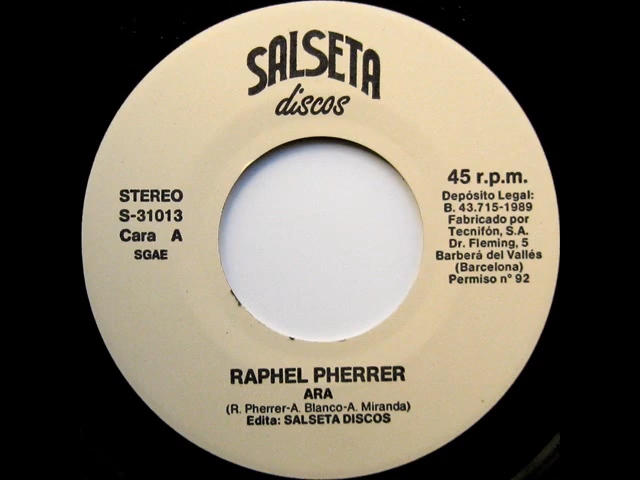 SALSETA
discos
STEREO
S-31013
Cara A
SGAE
45 r.p.m.
Depósito Legal:
B. 43.715-1989
Fabricado por
Tecnifón, S.A.
Dr. Fleming, 5
Barberá del Vallés
(Barcelona)
Permiso n° 92
RAPHEL PHERRER
ARA
(R. Pherrer-A. Blanco-A. Miranda)
Edita: SALSETA DISCOS